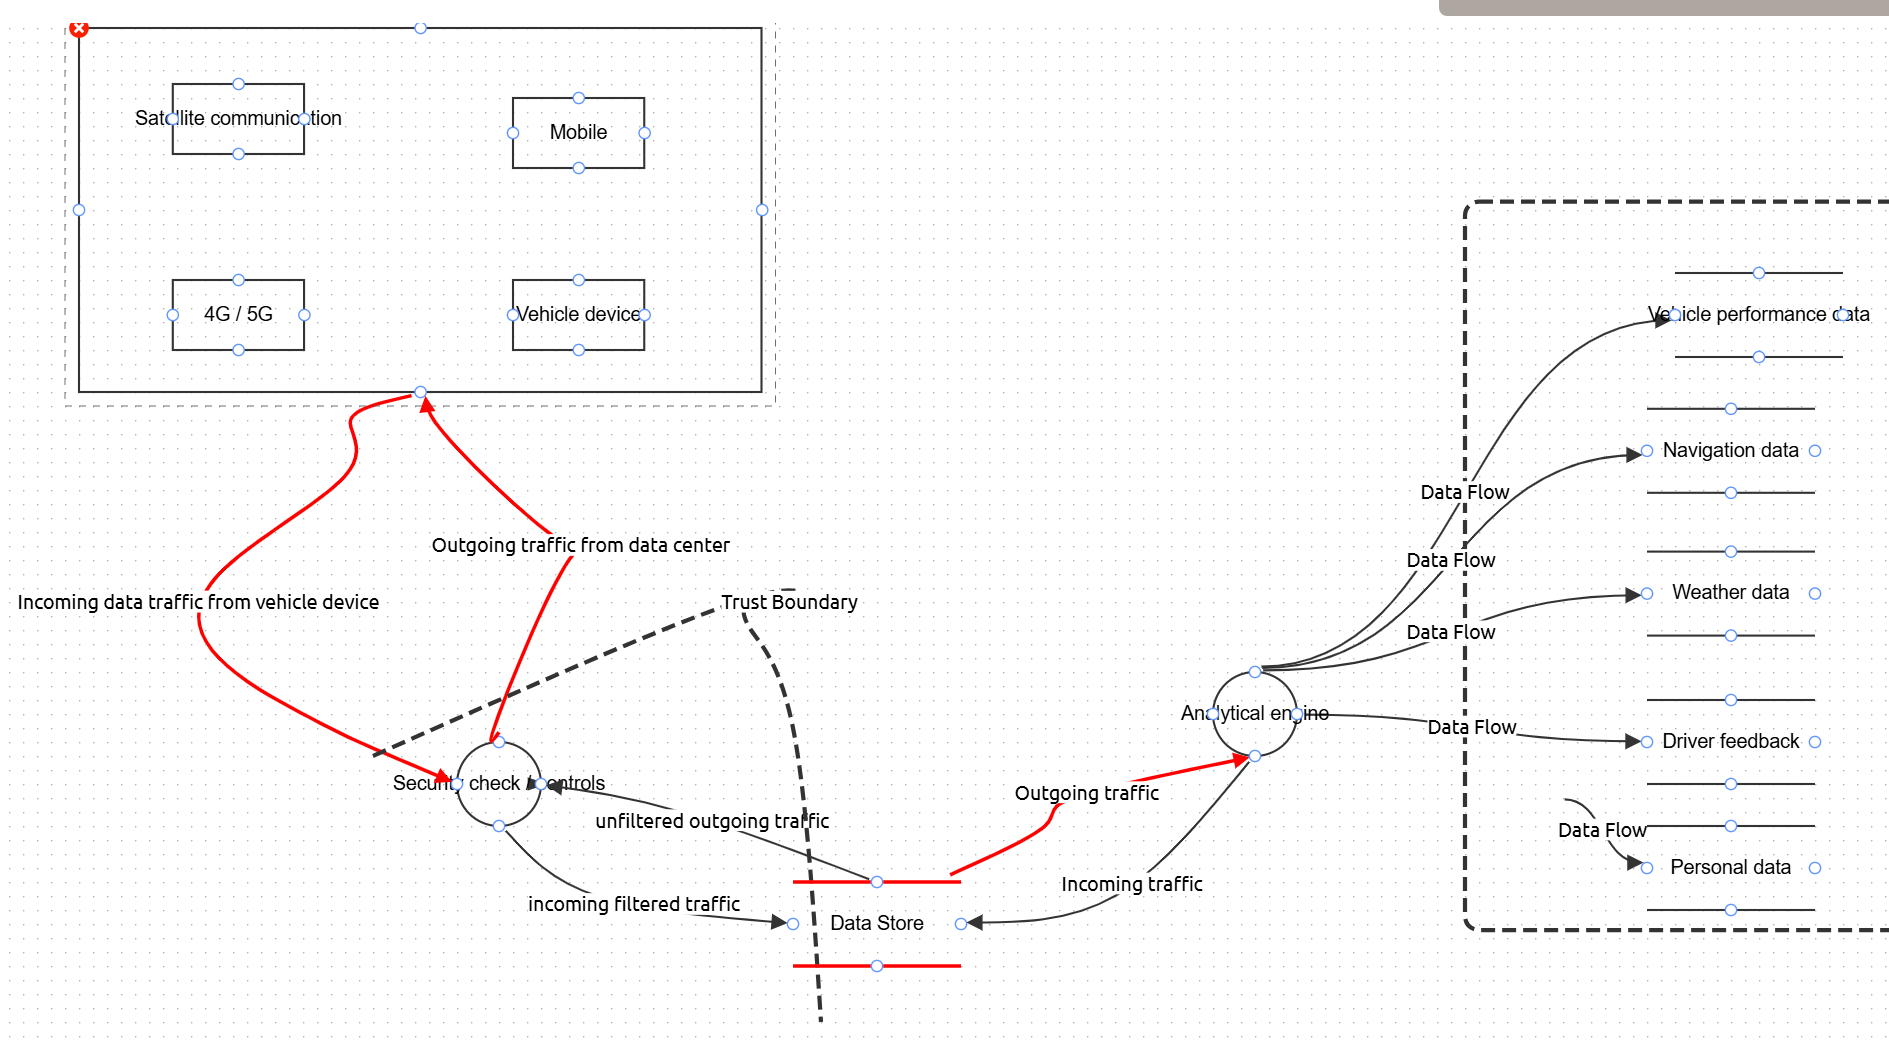 Satellite communication
Mobile
4G / 5G
Vehicle device
Vehicle performance data
Navigation data
Data Flow
Outgoing traffic from data center
Data Flow
Incoming data traffic from vehicle device
Trust Boundary
Weather data
Data Flow
Analytical engine
Data Flow
Driver feedback
Security check / controls
Outgoing traffic
unfiltered outgoing traffic
Data Flow
Personal data
Incoming traffic
incoming filtered traffic
Data Store